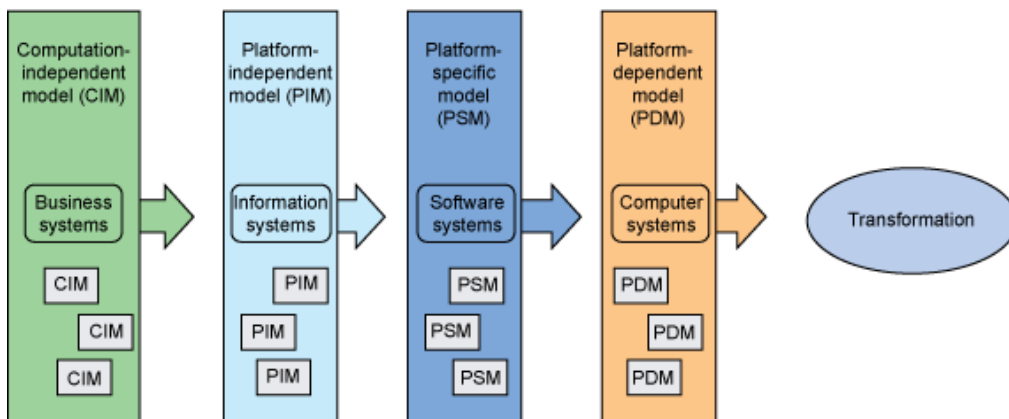 Computation-
independent
model (CIM)
Business
systems
CIM
CIM
CIM
Platform-
independent
model (PIM)
Information
systems
PIM
PIM
PIM
Platform-
specific
model
(PSM)
Software
systems
PSM
PSM
PSM
Platform-
dependent
model
(PDM)
Computer
systems
PDM
PDM
PDM
Transformation